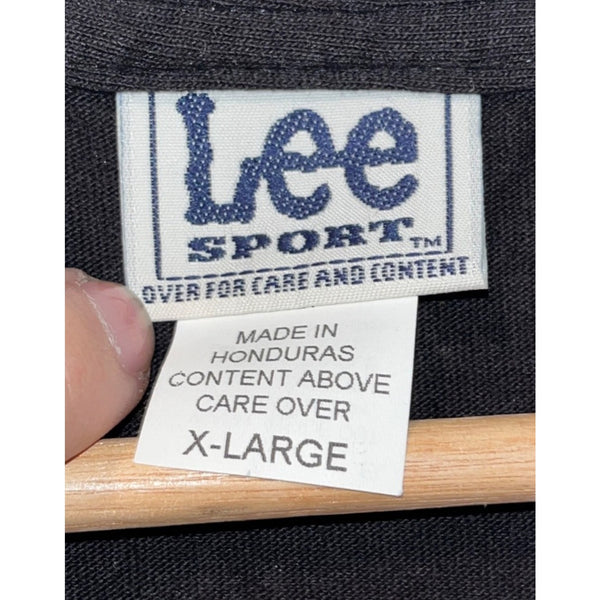 Lee
SPORT™
OVER FOR CARE AND CONTENT
MADE IN
HONDURAS
CONTENT ABOVE
CARE OVER
X-LARGE